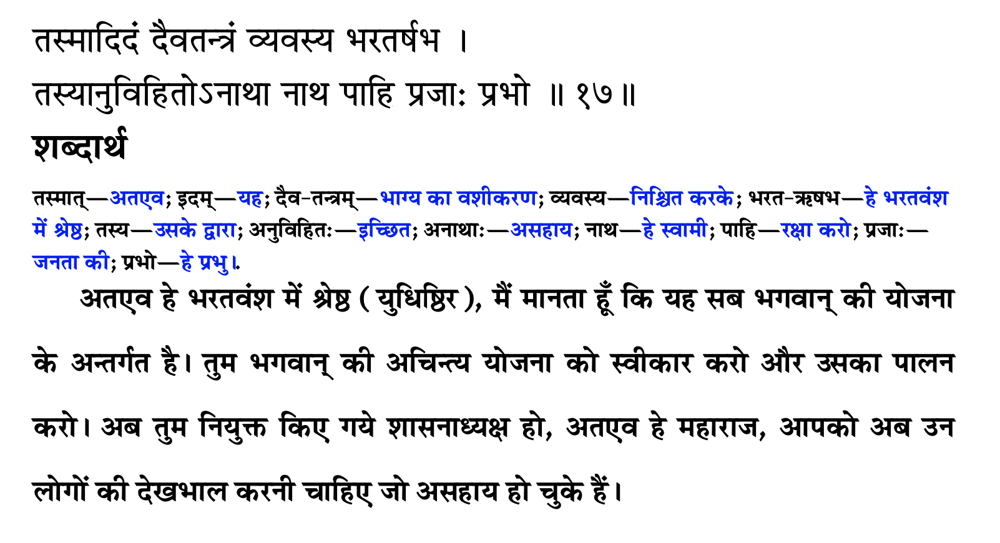 तस्मादिदं दैवतन्त्रं व्यवस्य भरतर्षभ ।
तस्यानुविहितोऽनाथा नाथ पाहि प्रजाः प्रभो ॥ १७॥
शब्दार्थ
तस्मात्—अतएव; इदम्—यह; दैव-तन्त्रम्—भाग्य का वशीकरण; व्यवस्य—निश्चित करके; भरत-ऋषभ—हे भरतवंश
में श्रेष्ठ; तस्य—उसके द्वारा; अनुविहितः—इच्छित; अनाथाः—असहाय; नाथ—हे स्वामी; पाहि—रक्षा करो; प्रजाः—
जनता की; प्रभो—हे प्रभु।.
अतएव हे भरतवंश में श्रेष्ठ ( युधिष्ठिर ), मैं मानता हूँ कि यह सब भगवान् की योजना
के अन्तर्गत है। तुम भगवान् की अचिन्त्य योजना को स्वीकार करो और उसका पालन
करो। अब तुम नियुक्त किए गये शासनाध्यक्ष हो, अतएव हे महाराज, आपको अब उन
लोगों की देखभाल करनी चाहिए जो असहाय हो चुके हैं।